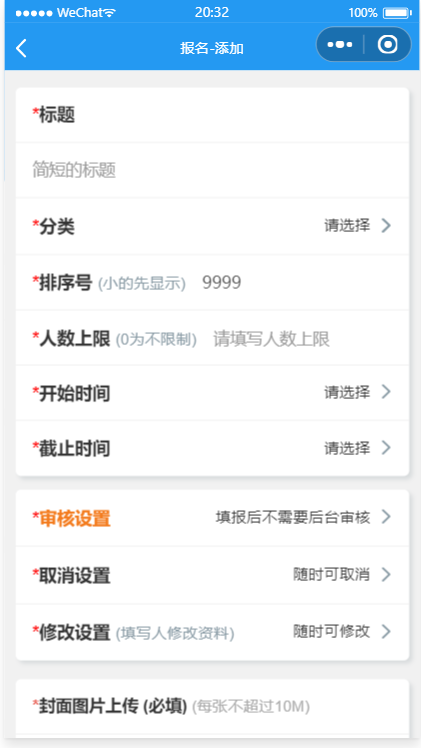 WeChat 20:32 100%
报名-添加
*标题
简短的标题
*分类 请选择
*排序号 (小的先显示) 9999
*人数上限 (0为不限制) 请填写人数上限
*开始时间 请选择
*截止时间 请选择
*审核设置 填报后不需要后台审核
*取消设置 随时可取消
*修改设置 (填写人修改资料) 随时可修改
*封面图片上传 (必填) (每张不超过10M)